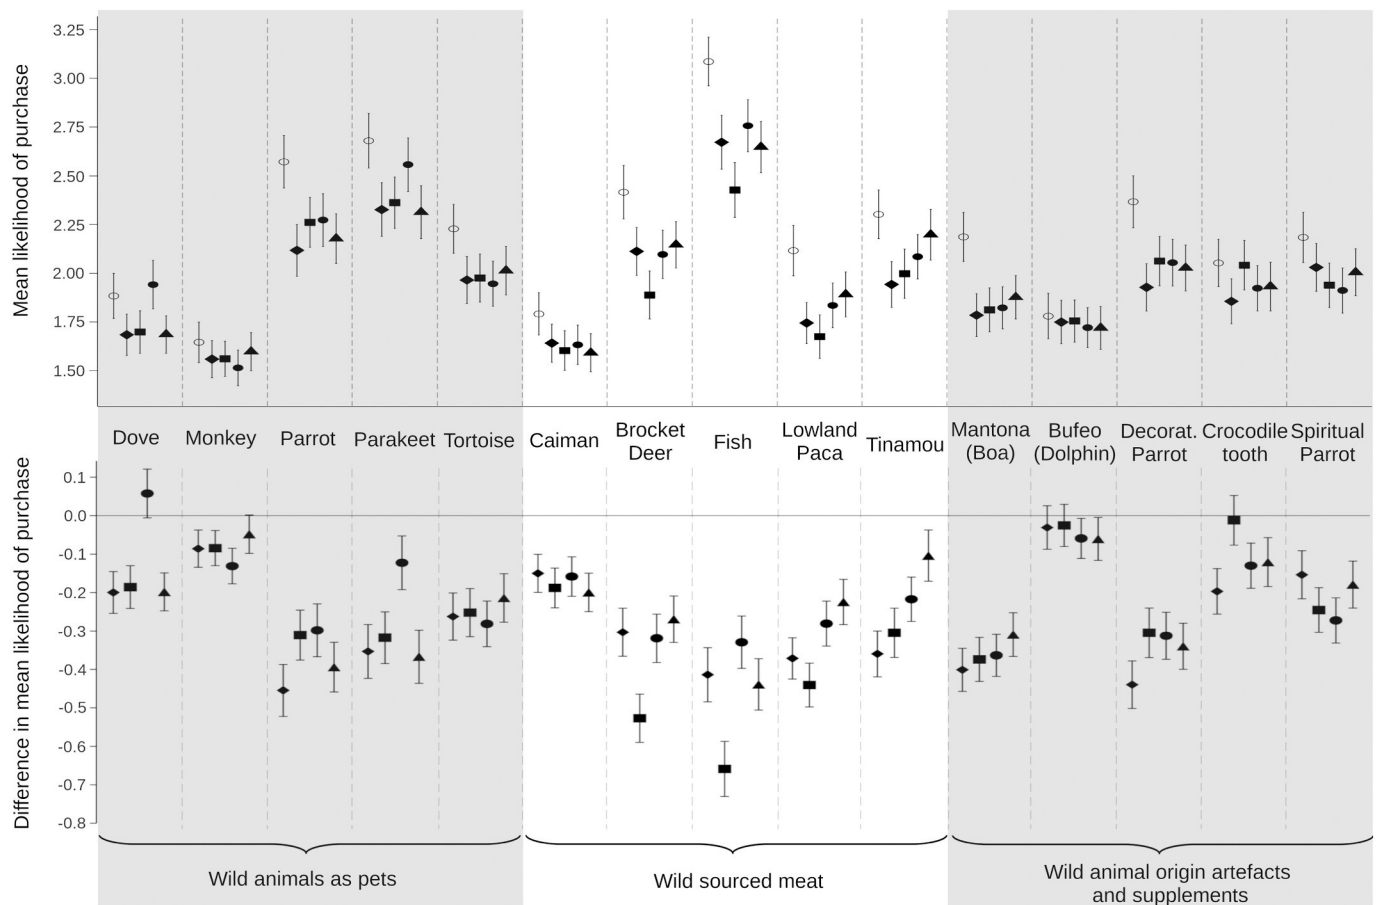 Mean likelihood of purchase
3.25
3.00
2.75
2.50
2.25
2.00
1.75
1.50
Dove
Monkey
Parrot
Parakeet
Tortoise
Caiman
Brocket
Deer
Fish
Lowland
Paca
Tinamou
Mantona
(Boa)
Bufeo
(Dolphin)
Decorat.
Parrot
Crocodile
tooth
Spiritual
Parrot
Difference in mean likelihood of purchase
0.1
0.0
-0.1
-0.2
-0.3
-0.4
-0.5
-0.6
-0.7
-0.8
Wild animals as pets
Wild sourced meat
Wild animal origin artefacts
and supplements